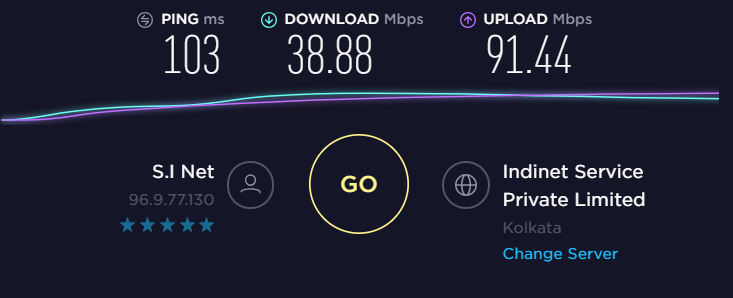 PING ms
DOWNLOAD Mbps
UPLOAD Mbps
103
38.88
91.44
S.I Net
96.9.77.130
GO
Indinet Service
Private Limited
Kolkata
Change Server